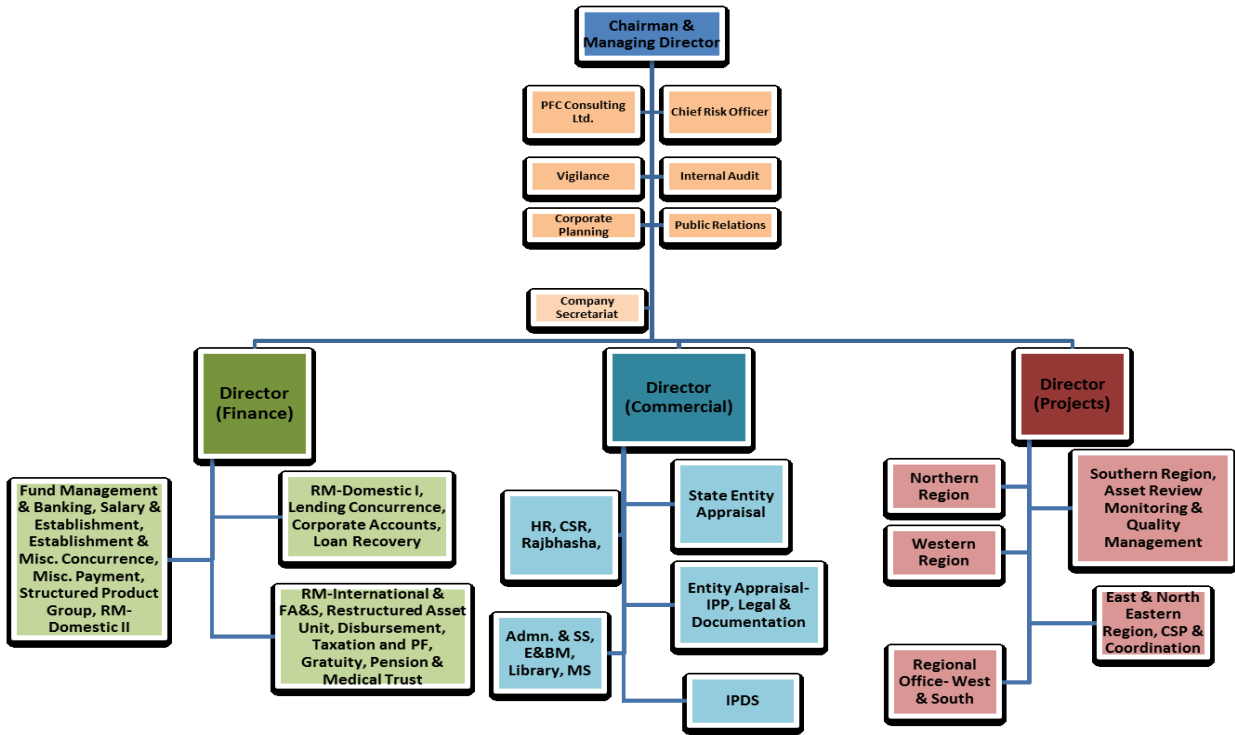 Chairman &
Managing Director
PFC Consulting
Ltd.
Chief Risk Officer
Vigilance
Internal Audit
Corporate
Planning
Public Relations
Company
Secretariat
Director
(Finance)
Director
(Commercial)
Director
(Projects)
Fund Management
& Banking, Salary &
Establishment,
Establishment &
Misc. Concurrence,
Misc. Payment,
Structured Product
Group, RM-
Domestic II
RM-Domestic I,
Lending Concurrence,
Corporate Accounts,
Loan Recovery
RM-International &
FA&S, Restructured Asset
Unit, Disbursement,
Taxation and PF,
Gratuity, Pension &
Medical Trust
HR, CSR,
Rajbhasha,
State Entity
Appraisal
Entity Appraisal-
IPP, Legal &
Documentation
Admn. & SS,
E&BM,
Library, MS
IPDS
Northern
Region
Southern Region,
Asset Review
Monitoring &
Quality
Management
Western
Region
East & North
Eastern
Region, CSP &
Coordination
Regional
Office- West
& South